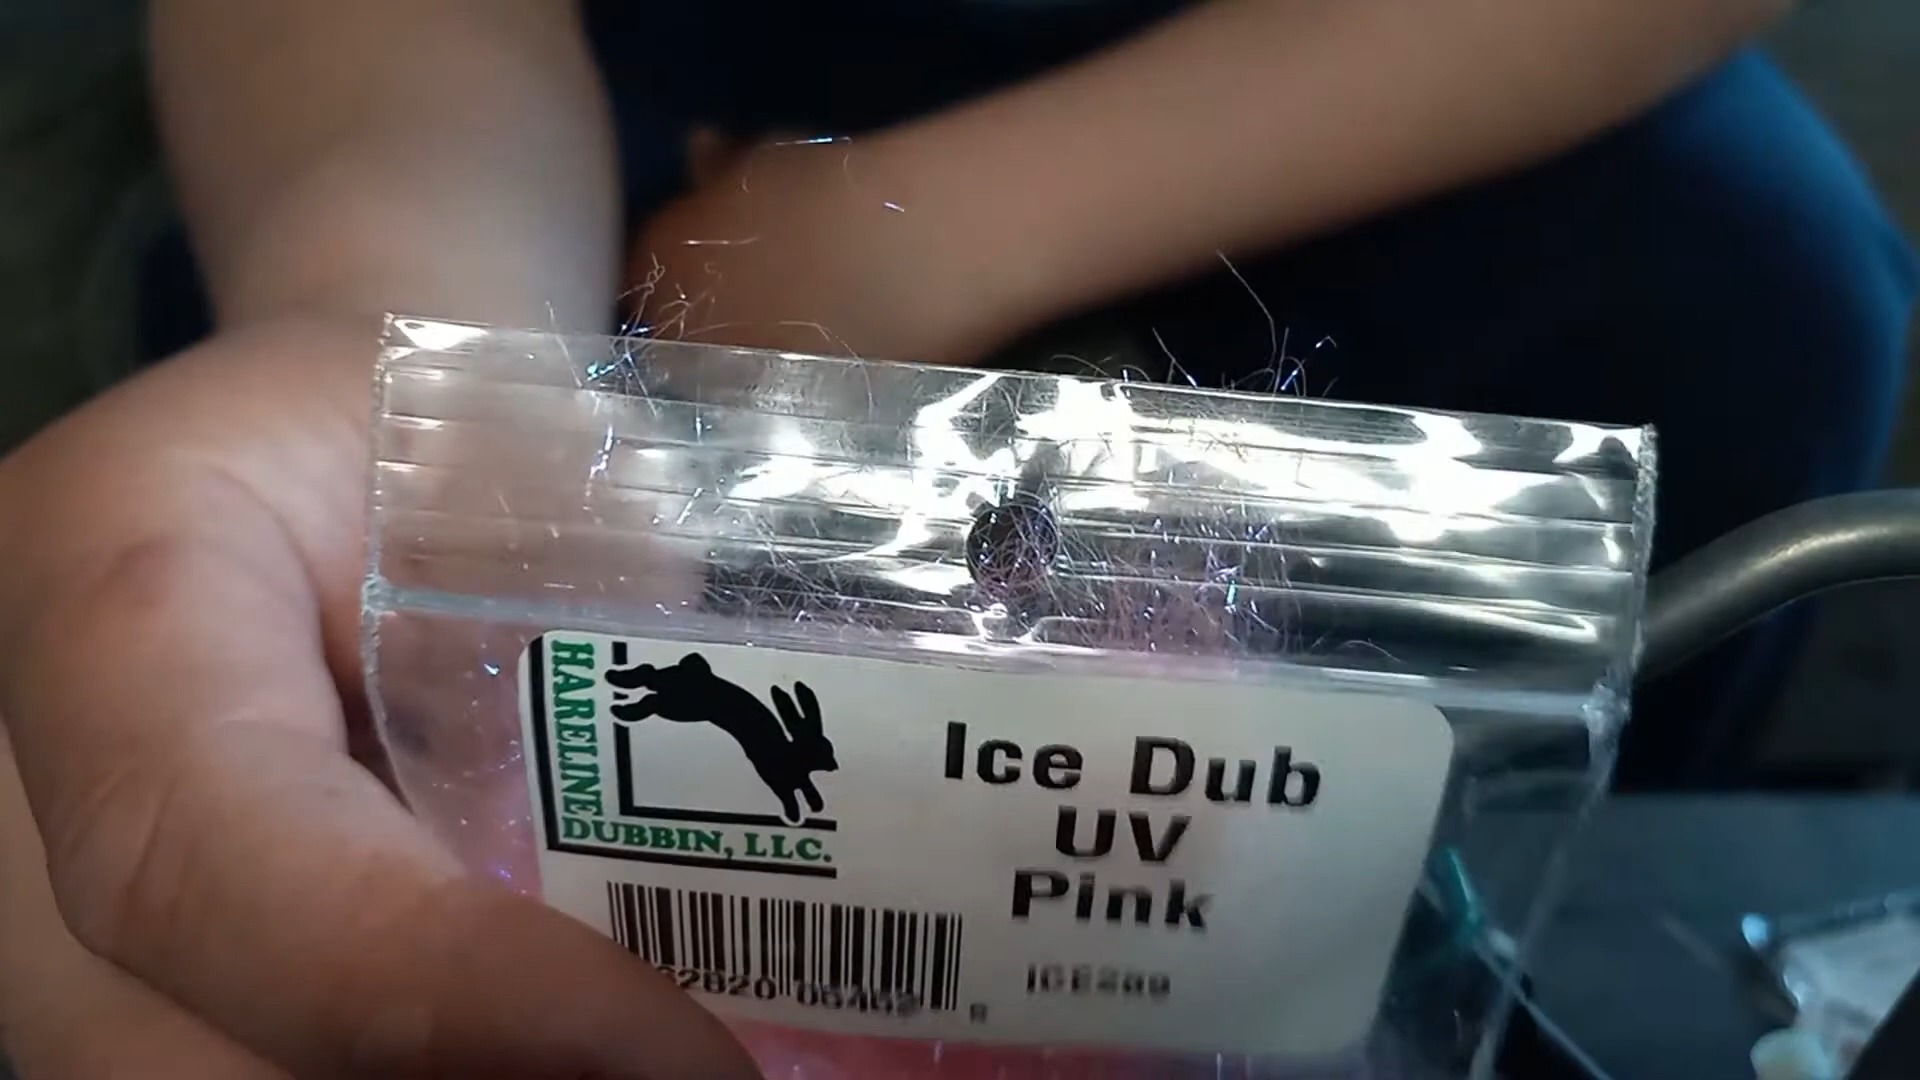 HARELINE
DUBBIN, LLC.
Ice Dub
UV
Pink